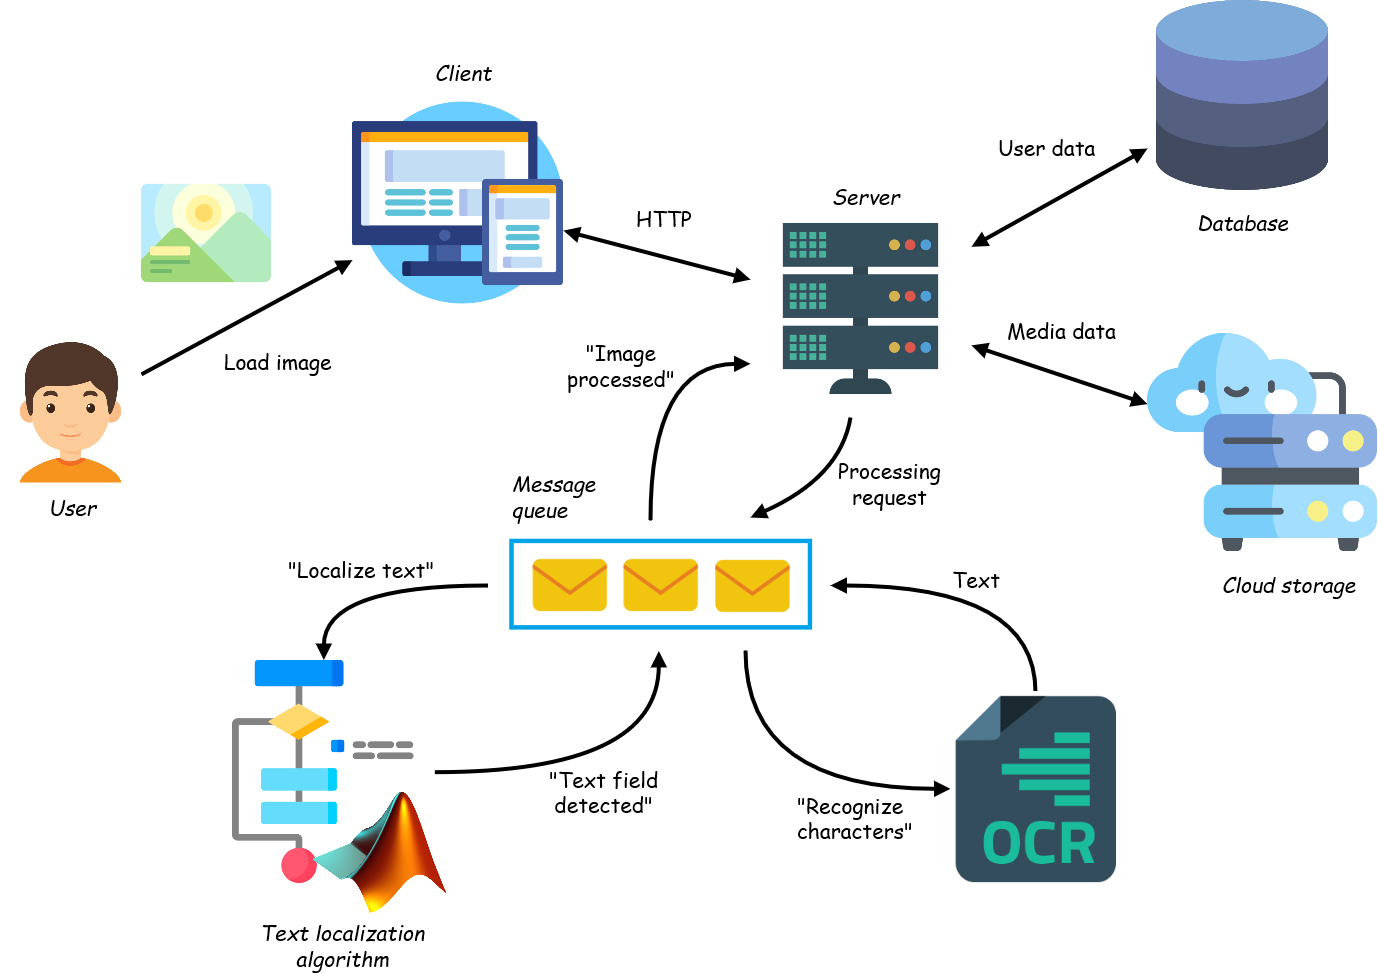 Client
User data
Server
HTTP
Database
Media data
Load image
"Image
processed"
Processing
request
Message
queue
User
"Localize text"
Text
Cloud storage
"Text field
detected"
"Recognize
characters"
OCR
Text localization
algorithm